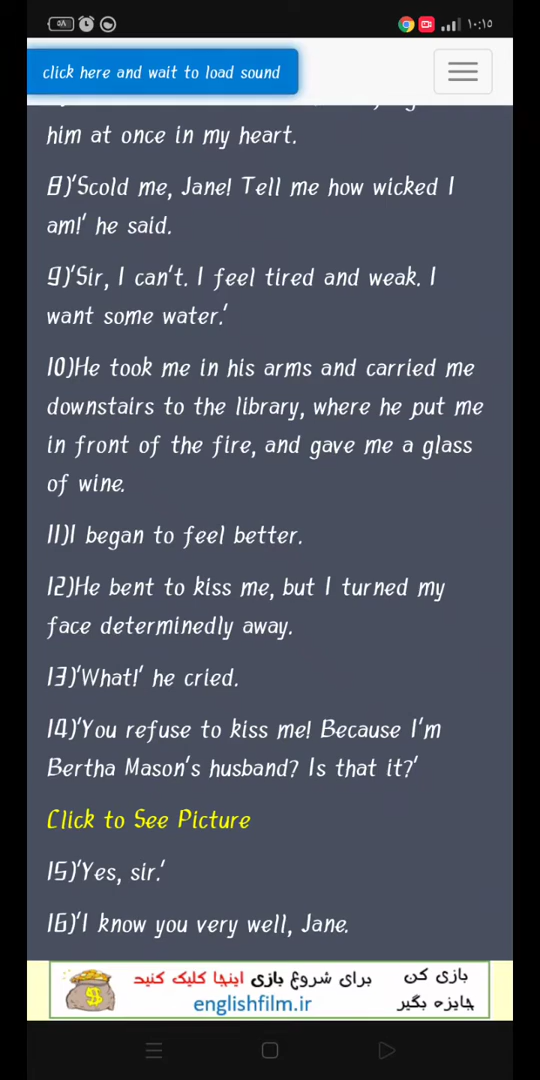 ۵۸
۱۰:۱۵
click here and wait to load sound
him at once in my heart.
8)'Scold me, Jane! Tell me how wicked I
am!' he said.
9)'Sir, I can't. I feel tired and weak. I
want some water.'
10)He took me in his arms and carried me
downstairs to the library, where he put me
in front of the fire, and gave me a glass
of wine.
11)I began to feel better.
12)He bent to kiss me, but I turned my
face determinedly away.
13)'What!' he cried.
14)'You refuse to kiss me! Because I'm
Bertha Mason's husband? Is that it?'
Click to See Picture
15)'Yes, sir.'
16)'I know you very well, Jane.
بازی کن
جایزه بگیر
برای شروع بازی اینجا کلیک کنید
englishfilm.ir